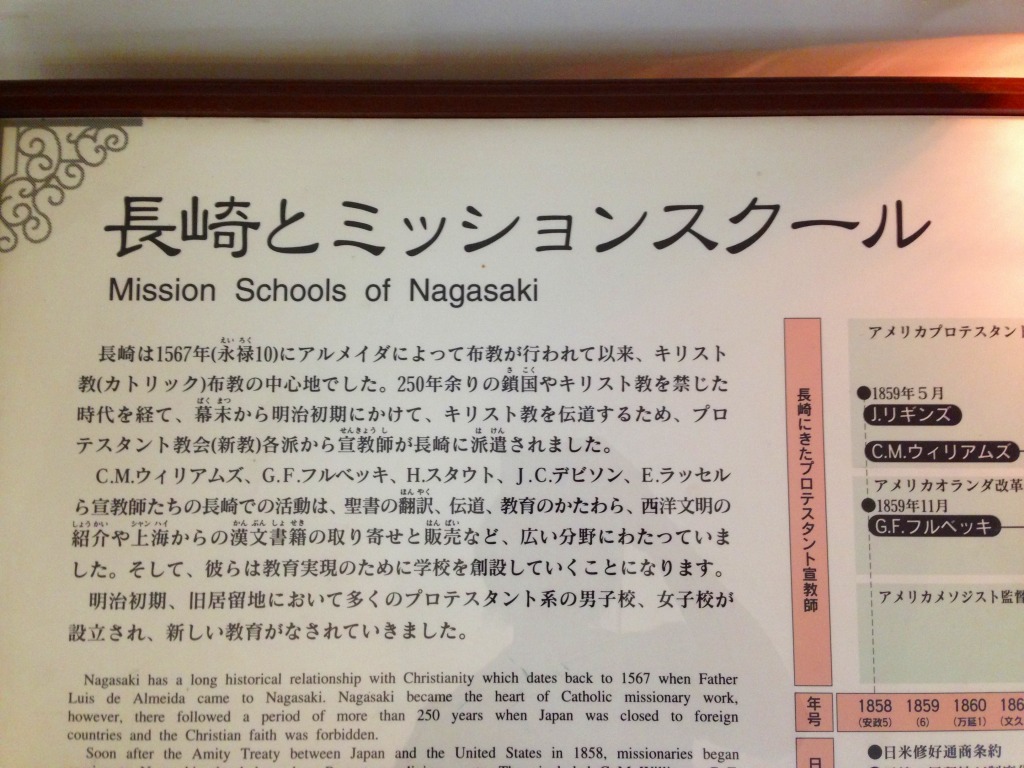 長崎とミッションスクール
Mission Schools of Nagasaki
長崎は1567年(永禄10)にアルメイダによって布教が行われて以来、キリスト
教(カトリック)布教の中心地でした。250年余りの鎖国やキリスト教を禁じた
時代を経て、幕末から明治初期にかけて、キリスト教を伝道するため、プロ
テスタント教会(新教)各派から宣教師が長崎に派遣されました。
C.M.ウィリアムズ、G.F.フルベッキ、H.スタウト、J.C.デビソン、E.ラッセル
ら宣教師たちの長崎での活動は、聖書の翻訳、伝道、教育のかたわら、西洋文明の
紹介や上海からの漢文書籍の取り寄せと販売など、広い分野にわたっていま
した。そして、彼らは教育実現のために学校を創設していくことになります。
明治初期、旧居留地において多くのプロテスタント系の男子校、女子校が
設立され、新しい教育がなされていきました。
Nagasaki has a long historical relationship with Christianity which dates back to 1567 when Father
Luis de Almeida came to Nagasaki. Nagasaki became the heart of Catholic missionary work,
however, there followed a period of more than 250 years when Japan was closed to foreign
countries and the Christian faith was forbidden.
Soon after the Amity Treaty between Japan and the United States in 1858, missionaries began
長崎にきたプロテスタント宣教師
アメリカプロテスタント
1859年5月
J.リギンズ
C.M.ウィリアムズ
アメリカオランダ改革
1859年11月
G.F.フルベッキ
アメリカメソジスト監督
年号
1858 1859 1860
(安政5) (6) (万延1) (文久
日
●日米修好通商条約